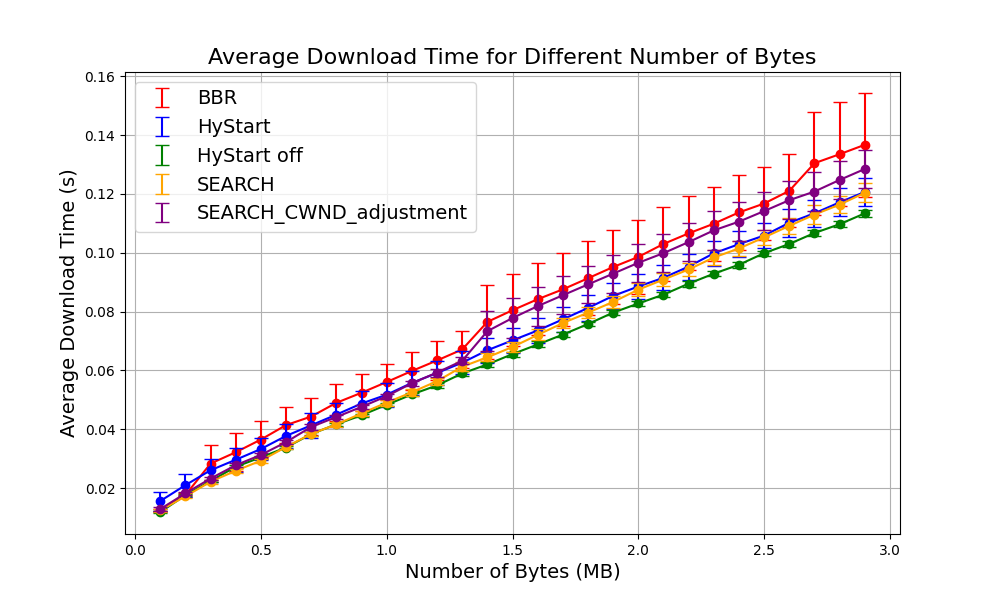 Average Download Time for Different Number of Bytes
Average Download Time (s)
0.16
0.14
0.12
0.10
0.08
0.06
0.04
0.02
BBR
HyStart
HyStart off
SEARCH
SEARCH_CWND_adjustment
0.0 0.5 1.0 1.5 2.0 2.5 3.0
Number of Bytes (MB)